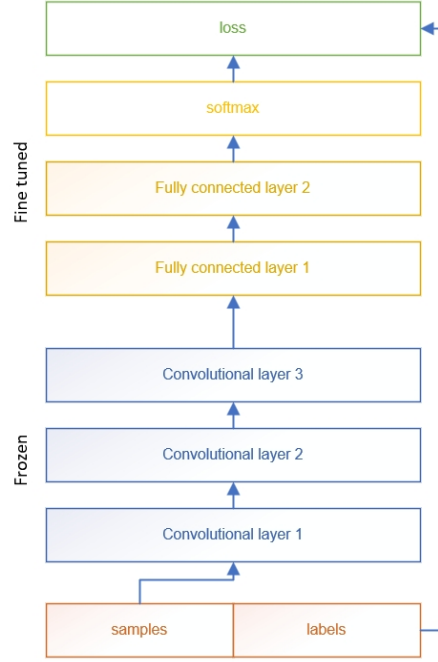 loss
softmax
Fully connected layer 2
Fine tuned
Fully connected layer 1
Convolutional layer 3
Convolutional layer 2
Frozen
Convolutional layer 1
samples
labels